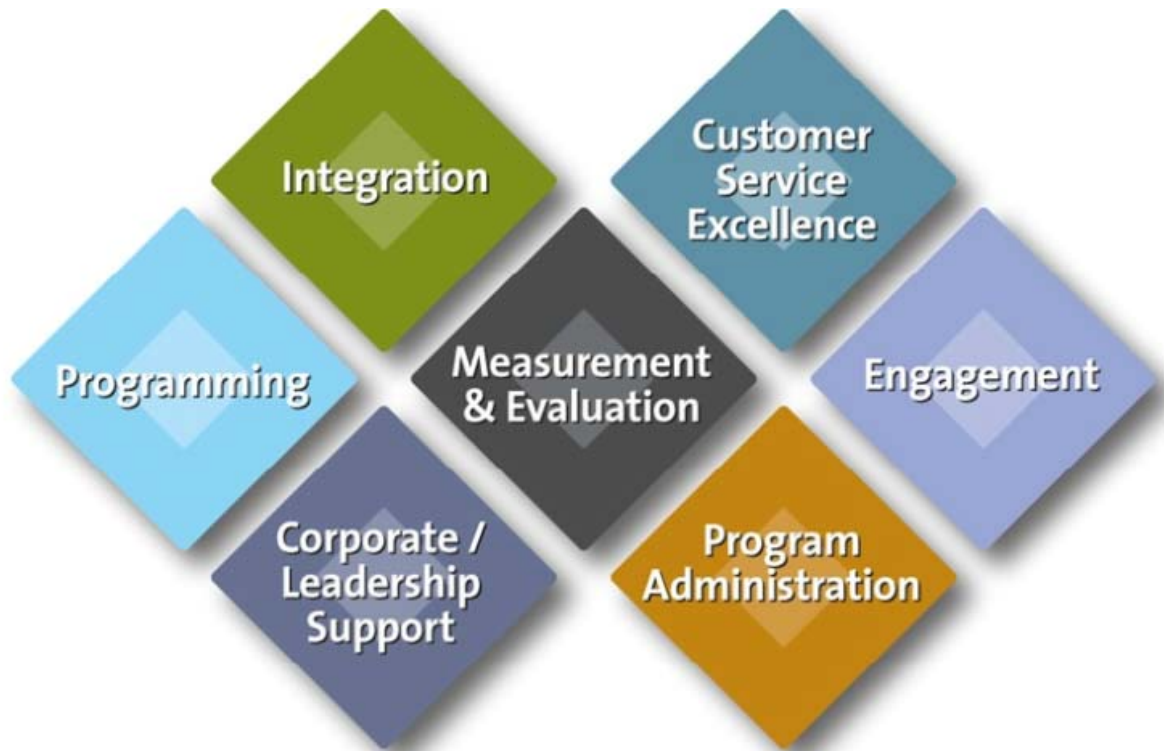 Integration
Customer
Service
Excellence
Programming
Measurement
& Evaluation
Engagement
Corporate /
Leadership
Support
Program
Administration